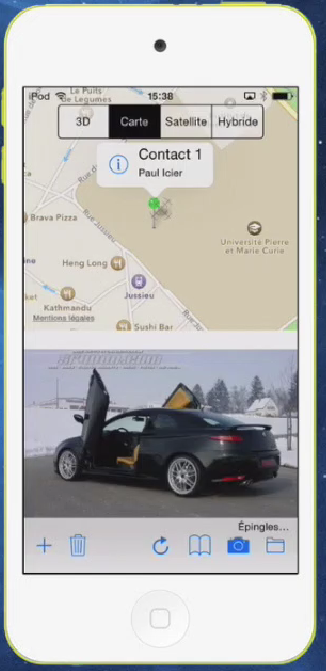 iPod
15:38
Le Puits
de Légumes
3D
Carte
Satellite
Hybride
Contact 1
Paul Icier
Brava Pizza
Université Pierre
et Marie Curie
Heng Long
Jussieu
Kathmandu
Mentions légales
Sushi Bar
Épingles...